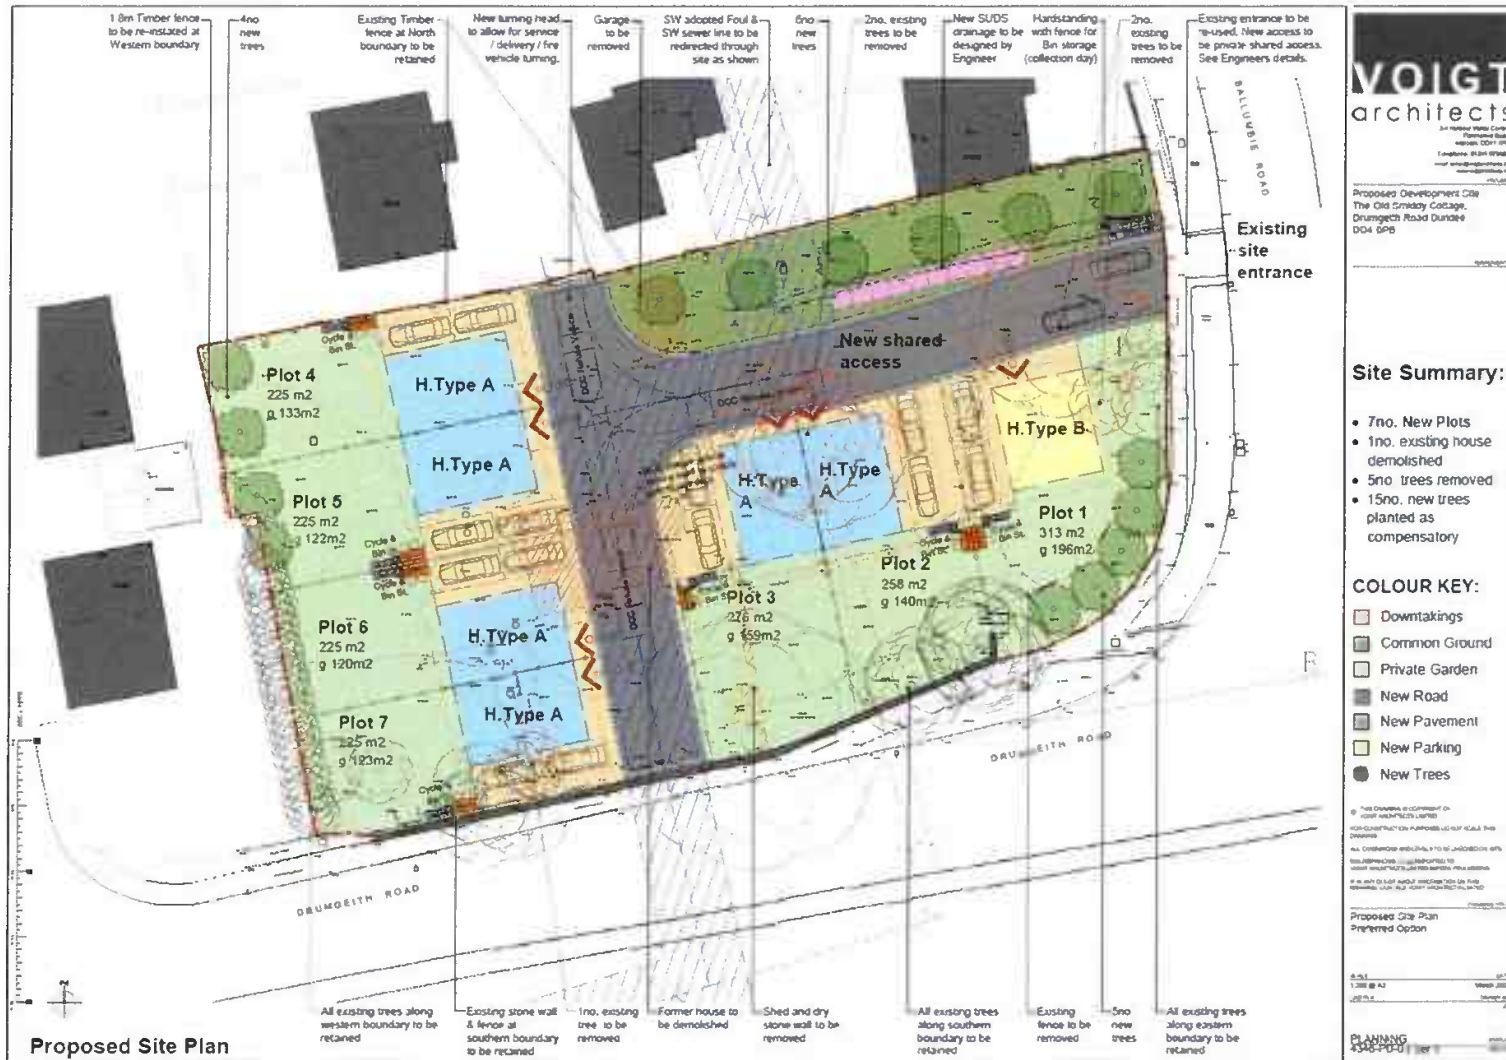 1.8m Timber fence
to be re-instated at
Western boundary
4no
new
trees
Existing Timber
fence at North
boundary to be
retained
New turning head
to allow for service
/ delivery / fire
vehicle turning.
Garage
to be
removed
SW adopted Foul &
SW sewer line to be
redirected through
site as shown
6no
new
trees
2no. existing
trees to be
removed
New SUDS
drainage to be
designed by
Engineer
Hardstanding
with fence for
Bin storage
(collection day)
2no.
existing
trees to be
removed
Existing entrance to be
re-used. New access to
be private shared access.
See Engineers details.
BALLUMBIE ROAD
Existing
site
entrance
New shared
access
Cycle &
Bin St.
Plot 4
225 m2
g 133m2
H.Type A
H.Type A
Plot 5
225 m2
g 122m2
Cycle &
Bin St.
Cycle &
Bin St.
Plot 6
225 m2
g 120m2
H.Type A
H.Type A
Plot 7
225 m2
g 123m2
H.Type
A
H.Type
A
H.Type B
Plot 1
313 m2
g 196m2
Cycle &
Bin St.
Plot 2
258 m2
g 140m2
Plot 3
276 m2
g 159m2
DRUMGEITH ROAD
DRUMGEITH ROAD
All existing trees along
western boundary to be
retained
Existing stone wall
& fence at
southern boundary
to be retained
1no. existing
tree to be
removed
Former house to
be demolished
Shed and dry
stone wall to be
removed
All existing trees
along southern
boundary to be
retained
Existing
fence to be
removed
5no
new
trees
All existing trees
along eastern
boundary to be
retained
Proposed Site Plan
VOIGT
architects
Proposed Development Site
The Old Smiddy Cottage,
Drumgeith Road Dundee
DD4 0PB
Site Summary:
• 7no. New Plots
• 1no. existing house
demolished
• 5no trees removed
• 15no. new trees
planted as
compensatory
COLOUR KEY:
Downtakings
Common Ground
Private Garden
New Road
New Pavement
New Parking
New Trees
Proposed Site Plan
Preferred Option
PLANNING